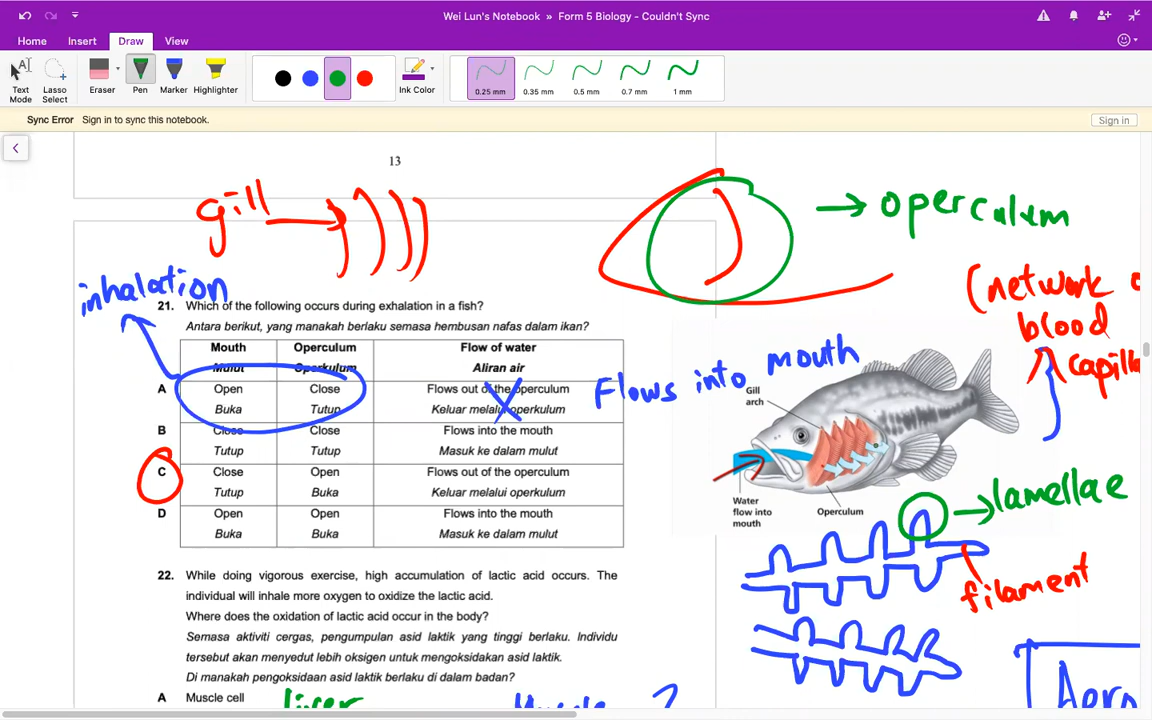 Wei Lun's Notebook » Form 5 Biology - Couldn't Sync
Home Insert Draw View
Text Mode
Lasso Select
Eraser
Pen
Marker
Highlighter
Ink Color
0.25 mm
0.35 mm
0.5 mm
0.7 mm
1 mm
Sync Error Sign in to sync this notebook.
Sign in
13
gill
operculum
inhalation
(network
blood
21. Which of the following occurs during exhalation in a fish?
Antara berikut, yang manakah berlaku semasa hembusan nafas dalam ikan?
Mouth Operculum Flow of water
Mulut Operkulum Aliran air
A Open Close Flows out of the operculum
Buka Tutup Keluar melalui operkulum
B Close Close Flows into the mouth
Tutup Tutup Masuk ke dalam mulut
C Close Open Flows out of the operculum
Tutup Buka Keluar melalui operkulum
D Open Open Flows into the mouth
Buka Buka Masuk ke dalam mulut
Flows into mouth
Gill arch
Water flow into mouth
Operculum
lamellae
filament
22. While doing vigorous exercise, high accumulation of lactic acid occurs. The
individual will inhale more oxygen to oxidize the lactic acid.
Where does the oxidation of lactic acid occur in the body?
Semasa aktiviti cergas, pengumpulan asid laktik yang tinggi berlaku. Individu
tersebut akan menyedut lebih oksigen untuk mengoksidakan asid laktik.
Di manakah pengoksidaan asid laktik berlaku di dalam badan?
A Muscle cell
liver
Muscle ?
Aero